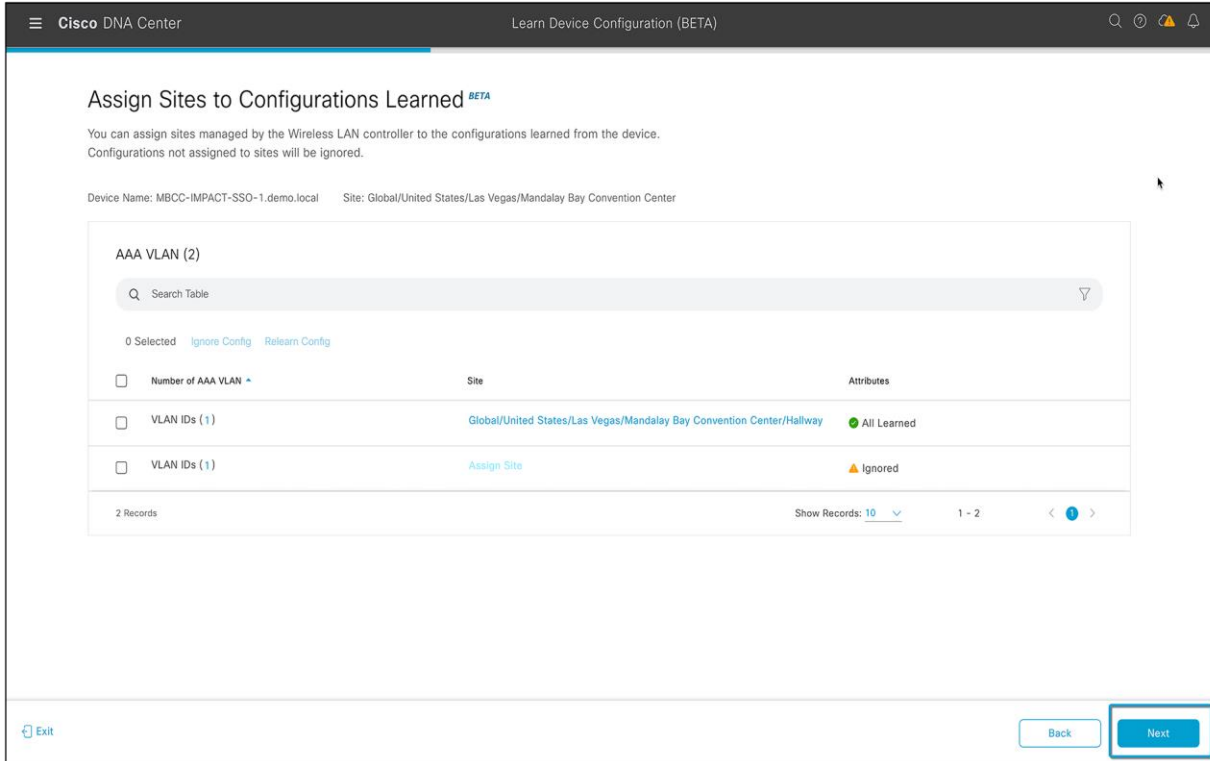 Cisco DNA Center
Learn Device Configuration (BETA)
Assign Sites to Configurations Learned BETA
You can assign sites managed by the Wireless LAN controller to the configurations learned from the device.
Configurations not assigned to sites will be ignored.
Device Name: MBCC-IMPACT-SSO-1.demo.local Site: Global/United States/Las Vegas/Mandalay Bay Convention Center
AAA VLAN (2)
Search Table
0 Selected Ignore Config Relearn Config
Number of AAA VLAN Site Attributes
VLAN IDs (1) Global/United States/Las Vegas/Mandalay Bay Convention Center/Hallway All Learned
VLAN IDs (1) Assign Site Ignored
2 Records Show Records: 10 1 - 2 < 1 >
Exit Back Next